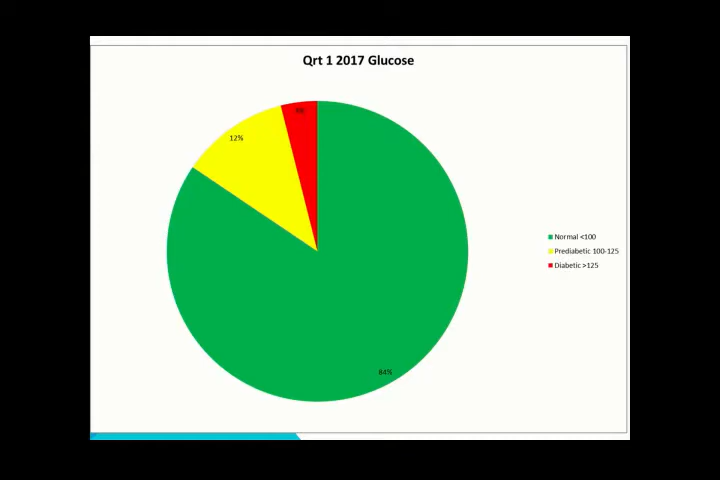 Qrt 1 2017 Glucose
12%
84%
Normal <100
Prediabetic 100-125
Diabetic >125